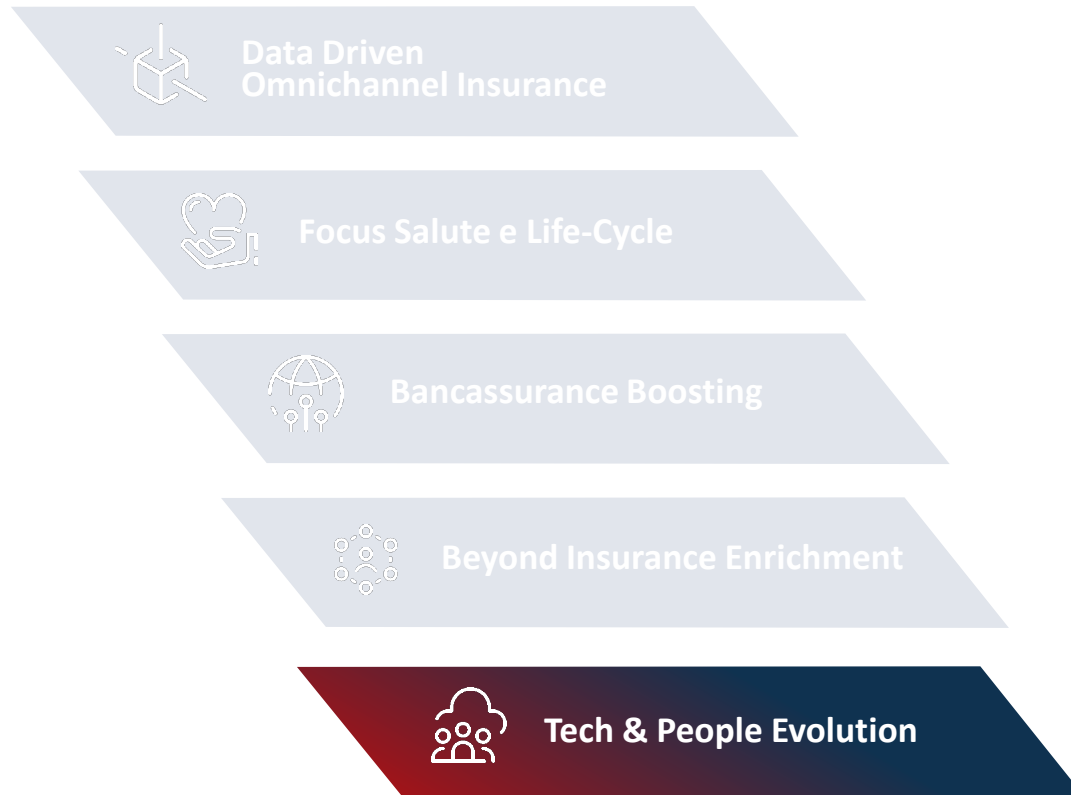 Data Driven
Omnichannel Insurance
Focus Salute e Life-Cycle
Bancassurance Boosting
Beyond Insurance Enrichment
Tech & People Evolution